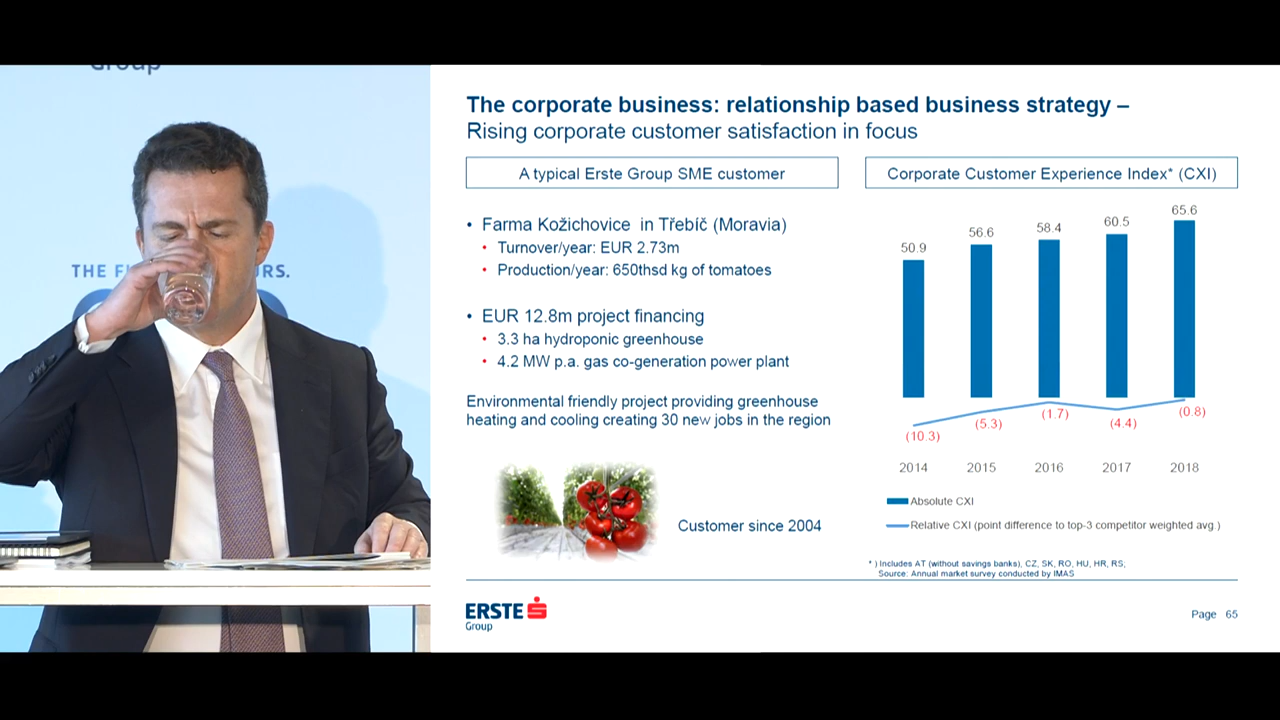 Group
THE F
RS.
The corporate business: relationship based business strategy –
Rising corporate customer satisfaction in focus
A typical Erste Group SME customer
• Farma Kožichovice in Třebíč (Moravia)
• Turnover/year: EUR 2.73m
• Production/year: 650thsd kg of tomatoes
• EUR 12.8m project financing
• 3.3 ha hydroponic greenhouse
• 4.2 MW p.a. gas co-generation power plant
Environmental friendly project providing greenhouse
heating and cooling creating 30 new jobs in the region
Customer since 2004
Corporate Customer Experience Index* (CXI)
50.9 56.6 58.4 60.5 65.6
(10.3) (5.3) (1.7) (4.4) (0.8)
2014 2015 2016 2017 2018
Absolute CXI
Relative CXI (point difference to top-3 competitor weighted avg.)
* ) Includes AT (without savings banks), CZ, SK, RO, HU, HR, RS;
Source: Annual market survey conducted by IMAS
ERSTE
Group
Page 65